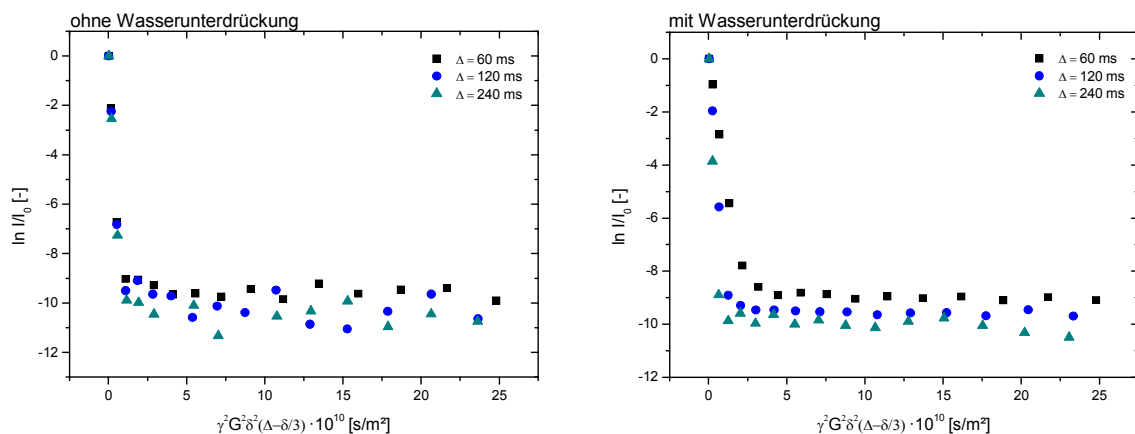 ohne Wasserunterdrückung
0
-2
-4
-6
-8
-10
-12
ln I/I₀ [-]
Δ = 60 ms
Δ = 120 ms
Δ = 240 ms
0 5 10 15 20 25
γ²G²δ²(Δ–δ/3) ·10¹⁰ [s/m²]
mit Wasserunterdrückung
0
-2
-4
-6
-8
-10
-12
ln I/I₀ [-]
Δ = 60 ms
Δ = 120 ms
Δ = 240 ms
0 5 10 15 20 25
γ²G²δ²(Δ–δ/3) ·10¹⁰ [s/m²]